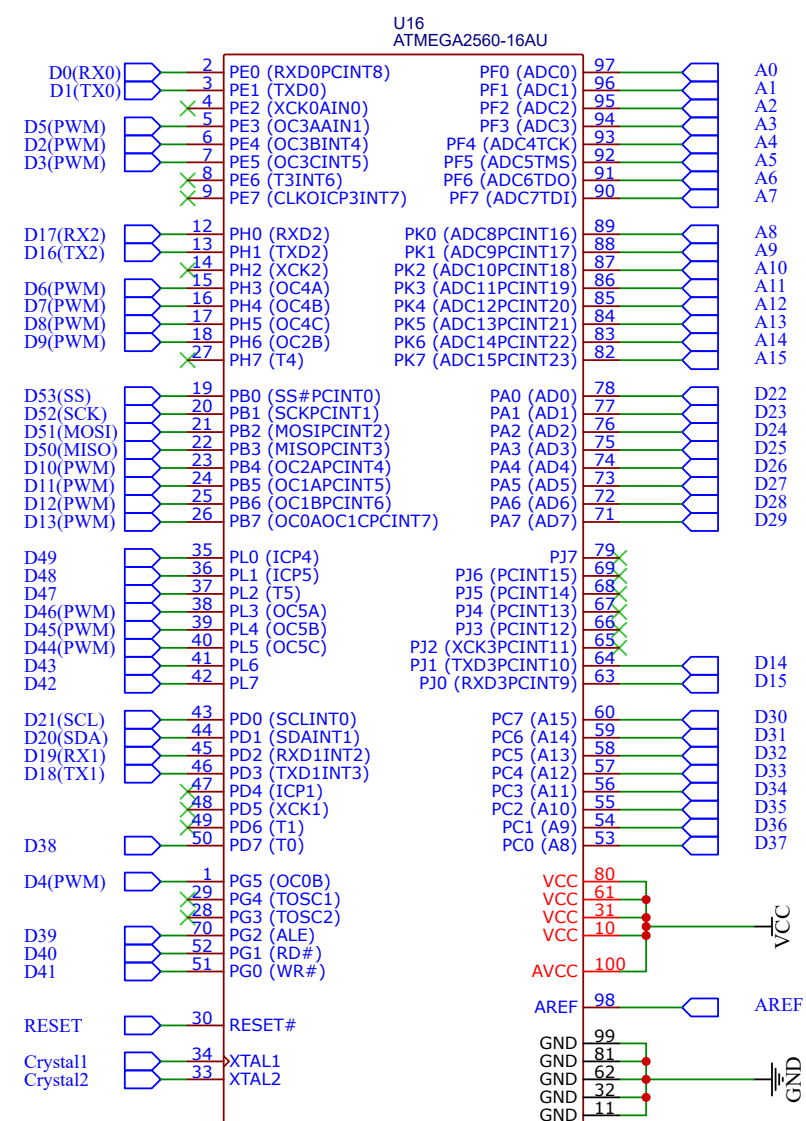 U16
ATMEGA2560-16AU
D0(RX0) 2 PE0 (RXD0PCINT8) PF0 (ADC0) 97 A0
D1(TX0) 3 PE1 (TXD0) PF1 (ADC1) 96 A1
4 PE2 (XCK0AIN0) PF2 (ADC2) 95 A2
D5(PWM) 5 PE3 (OC3AAIN1) PF3 (ADC3) 94 A3
D2(PWM) 6 PE4 (OC3BINT4) PF4 (ADC4TCK) 93 A4
D3(PWM) 7 PE5 (OC3CINT5) PF5 (ADC5TMS) 92 A5
8 PE6 (T3INT6) PF6 (ADC6TDO) 91 A6
9 PE7 (CLKOICP3INT7) PF7 (ADC7TDI) 90 A7
D17(RX2) 12 PH0 (RXD2) PK0 (ADC8PCINT16) 89 A8
D16(TX2) 13 PH1 (TXD2) PK1 (ADC9PCINT17) 88 A9
14 PH2 (XCK2) PK2 (ADC10PCINT18) 87 A10
D6(PWM) 15 PH3 (OC4A) PK3 (ADC11PCINT19) 86 A11
D7(PWM) 16 PH4 (OC4B) PK4 (ADC12PCINT20) 85 A12
D8(PWM) 17 PH5 (OC4C) PK5 (ADC13PCINT21) 84 A13
D9(PWM) 18 PH6 (OC2B) PK6 (ADC14PCINT22) 83 A14
27 PH7 (T4) PK7 (ADC15PCINT23) 82 A15
D53(SS) 19 PB0 (SS#PCINT0) PA0 (AD0) 78 D22
D52(SCK) 20 PB1 (SCKPCINT1) PA1 (AD1) 77 D23
D51(MOSI) 21 PB2 (MOSIPCINT2) PA2 (AD2) 76 D24
D50(MISO) 22 PB3 (MISOPCINT3) PA3 (AD3) 75 D25
D10(PWM) 23 PB4 (OC2APCINT4) PA4 (AD4) 74 D26
D11(PWM) 24 PB5 (OC1APCINT5) PA5 (AD5) 73 D27
D12(PWM) 25 PB6 (OC1BPCINT6) PA6 (AD6) 72 D28
D13(PWM) 26 PB7 (OC0AOC1CPCINT7) PA7 (AD7) 71 D29
D49 35 PL0 (ICP4) PJ7 79
D48 36 PL1 (ICP5) PJ6 (PCINT15) 69
D47 37 PL2 (T5) PJ5 (PCINT14) 68
D46(PWM) 38 PL3 (OC5A) PJ4 (PCINT13) 67
D45(PWM) 39 PL4 (OC5B) PJ3 (PCINT12) 66
D44(PWM) 40 PL5 (OC5C) PJ2 (XCK3PCINT11) 65
D43 41 PL6 PJ1 (TXD3PCINT10) 64 D14
D42 42 PL7 PJ0 (RXD3PCINT9) 63 D15
D21(SCL) 43 PD0 (SCLINT0) PC7 (A15) 60 D30
D20(SDA) 44 PD1 (SDAINT1) PC6 (A14) 59 D31
D19(RX1) 45 PD2 (RXD1INT2) PC5 (A13) 58 D32
D18(TX1) 46 PD3 (TXD1INT3) PC4 (A12) 57 D33
47 PD4 (ICP1) PC3 (A11) 56 D34
48 PD5 (XCK1) PC2 (A10) 55 D35
49 PD6 (T1) PC1 (A9) 54 D36
D38 50 PD7 (T0) PC0 (A8) 53 D37
D4(PWM) 1 PG5 (OC0B) VCC 80
29 PG4 (TOSC1) VCC 61
28 PG3 (TOSC2) VCC 31
D39 70 PG2 (ALE) VCC 10 VCC
D40 52 PG1 (RD#)
D41 51 PG0 (WR#) AVCC 100
AREF 98 AREF
RESET 30 RESET#
GND 99
Crystal1 34 XTAL1 GND 81
Crystal2 33 XTAL2 GND 62 GND
GND 32
GND 11